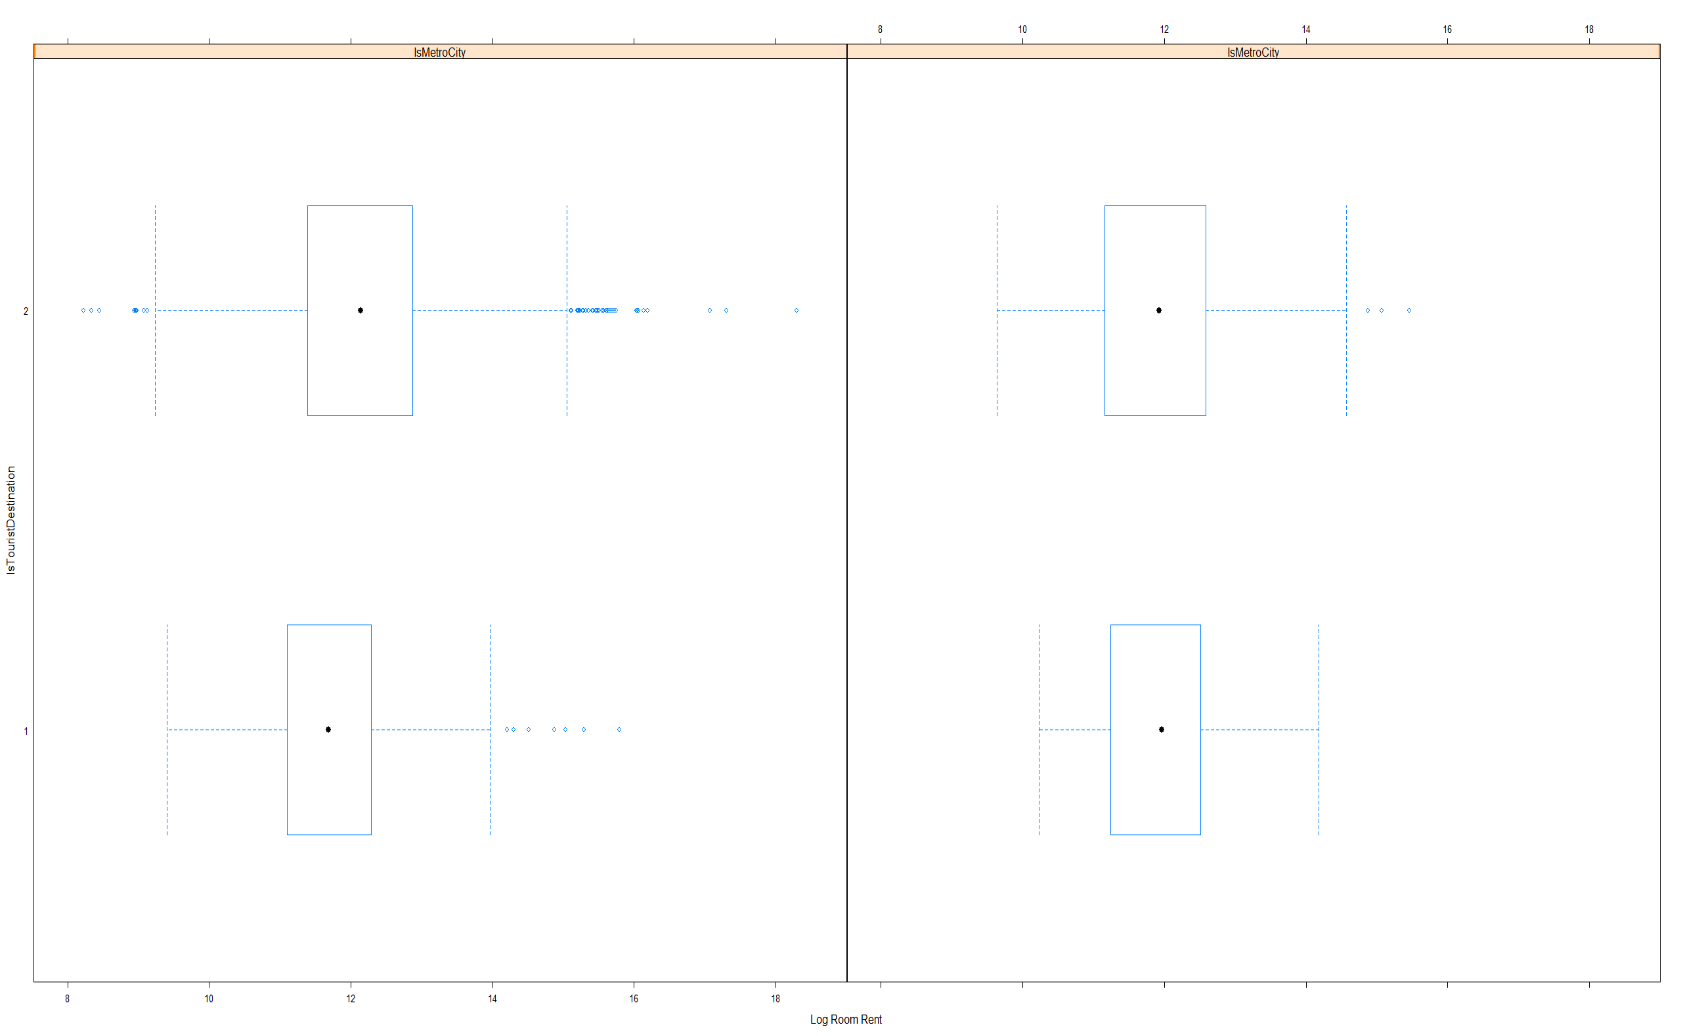 8 10 12 14 16 18
IsMetroCity IsMetroCity
2
IsTouristDestination
1
8 10 12 14 16 18
Log Room Rent